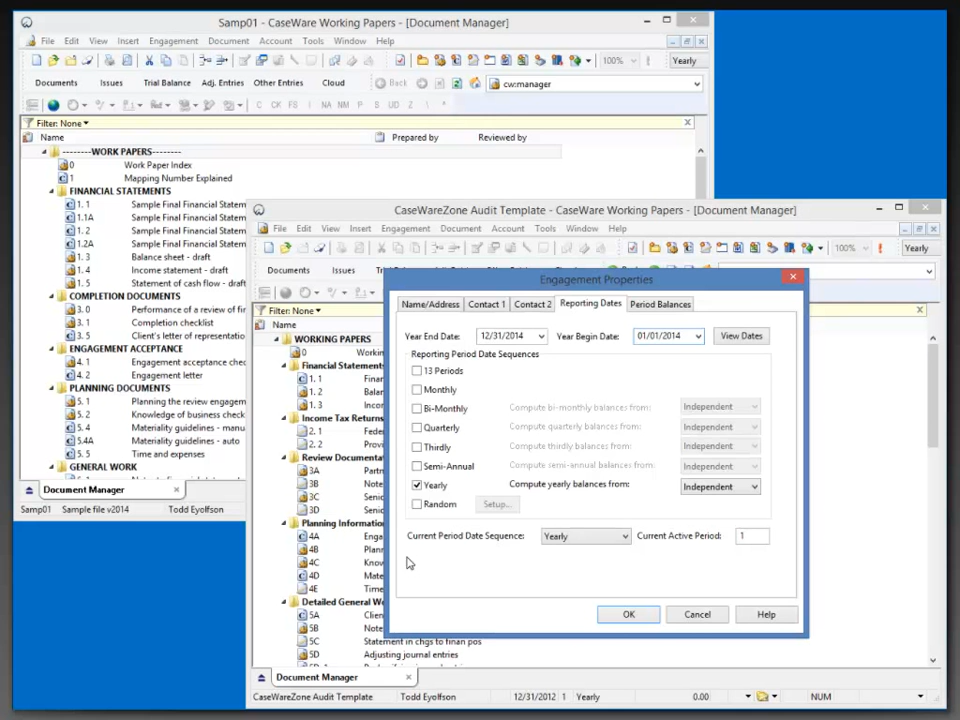 Samp01 - CaseWare Working Papers - [Document Manager]
File Edit View Insert Engagement Document Account Tools Window Help
100% Yearly
Documents Issues Trial Balance Adj. Entries Other Entries Cloud Back cw:manager
C CK FS I NA NM P S UD Z
Filter: None
Name Prepared by Reviewed by
--------WORK PAPERS--------
0 Work Paper Index
1 Mapping Number Explained
FINANCIAL STATEMENTS
1. 1 Sample Final Financial Statem
1.1A Sample Final Financial Statem
1. 2 Sample Final Financial Statem
1.2A Sample Final Financial Statem
1. 3 Balance sheet - draft
1. 4 Income statement - draft
1. 5 Statement of cash flow - draf
COMPLETION DOCUMENTS
3. 0 Performance of a review of fi
3. 1 Completion checklist
3. 5 Client's letter of representati
ENGAGEMENT ACCEPTANCE
4. 1 Engagement acceptance chec
4. 2 Engagement letter
PLANNING DOCUMENTS
5. 1 Planning the review engagem
5. 2 Knowledge of business check
5. 4 Materiality guidelines - manu
5.4A Materiality guidelines - auto
5. 5 Time and expenses
GENERAL WORK
Document Manager
Samp01 Sample file v2014 Todd Eyolfson
CaseWareZone Audit Template - CaseWare Working Papers - [Document Manager]
File Edit View Insert Engagement Document Account Tools Window Help
100% Yearly
Documents Issues
Filter: None
Name
WORKING PAPERS
0 Workin
Financial Statements
1. 1 Finan
1. 2 Balan
1. 3 Incon
Income Tax Returns
2. 1 Feder
2. 2 Provi
Review Documenta
3A Partn
3B Notes
3C Senio
3D Senio
Planning Informatio
4A Enga
4B Plann
4C Know
4D Mate
4E Time
Detailed General Wo
5A Client
5B Notes
5C Statement in chgs to finan pos
5D Adjusting journal entries
Document Manager
CaseWareZone Audit Template Todd Eyolfson 12/31/2012 1 Yearly 0.00 NUM
Engagement Properties
Name/Address Contact 1 Contact 2 Reporting Dates Period Balances
Year End Date: 12/31/2014 Year Begin Date: 01/01/2014 View Dates
Reporting Period Date Sequences
13 Periods
Monthly
Bi-Monthly Compute bi-monthly balances from: Independent
Quarterly Compute quarterly balances from: Independent
Thirdly Compute thirdly balances from: Independent
Semi-Annual Compute semi-annual balances from: Independent
Yearly Compute yearly balances from: Independent
Random Setup...
Current Period Date Sequence: Yearly Current Active Period: 1
OK Cancel Help